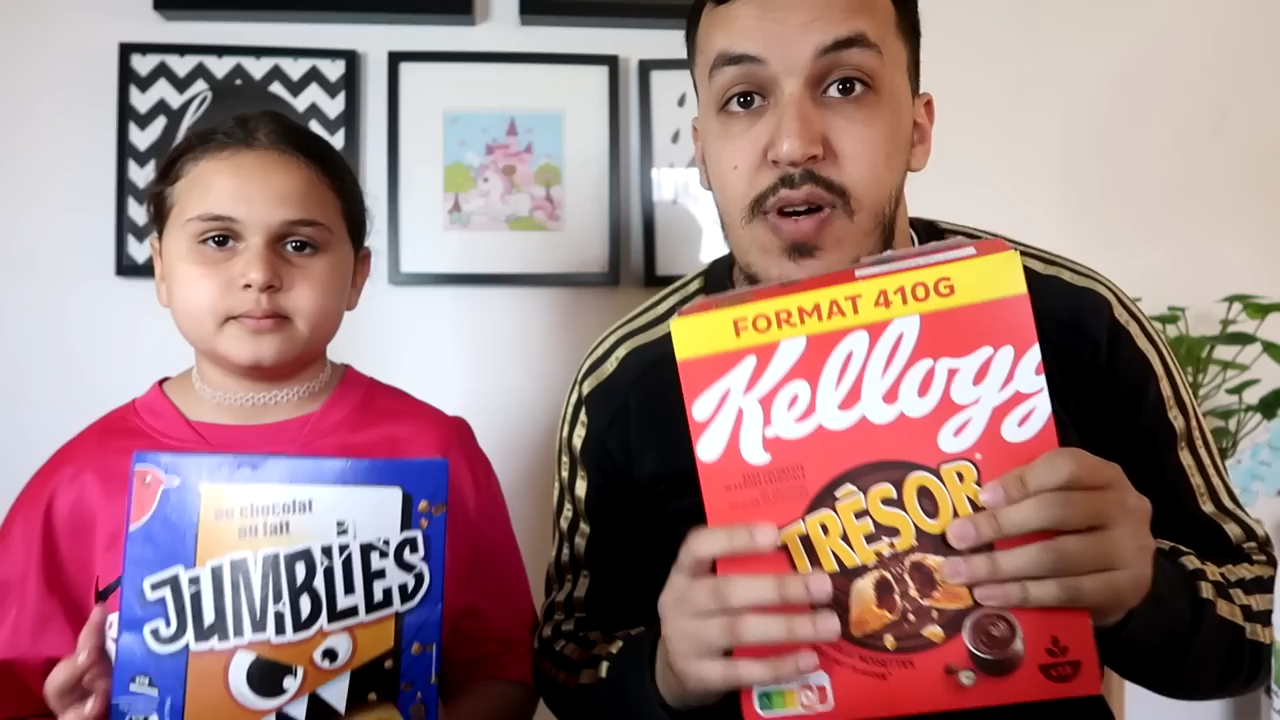 au chocolat
au lait
JUMBLIES
FORMAT 410G
Kellogg
TRÉSOR